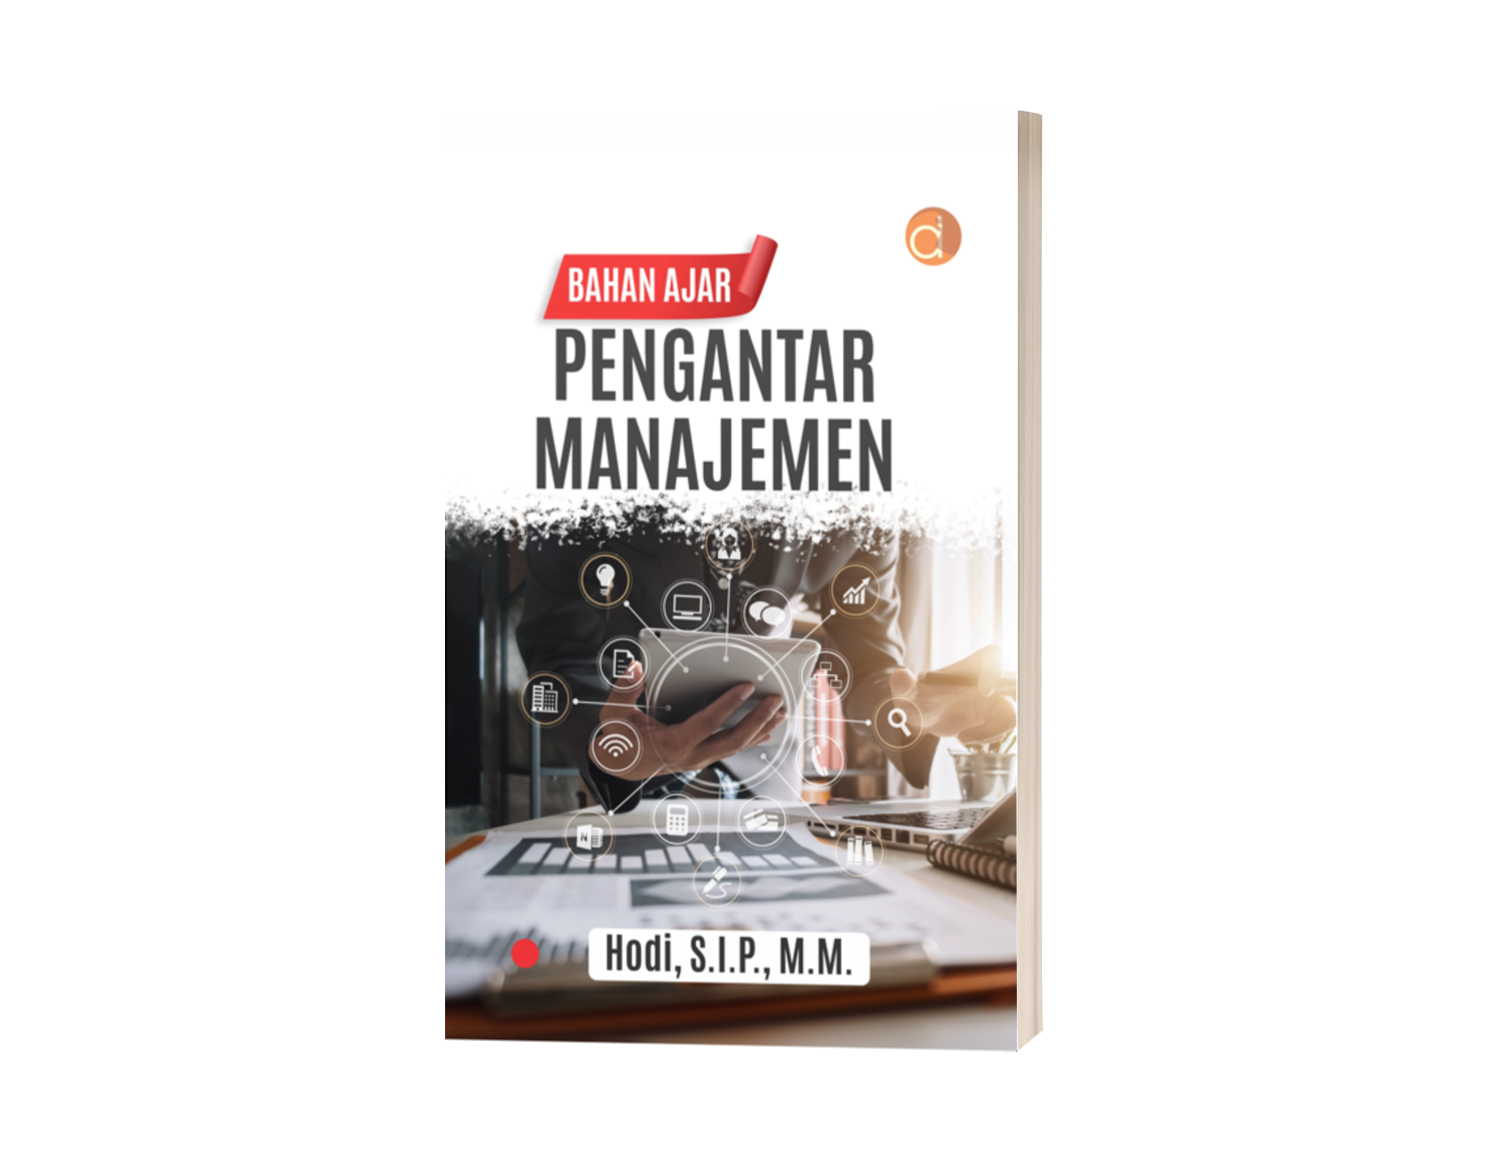 BAHAN AJAR
PENGANTAR
MANAJEMEN
Hodi, S.I.P., M.M.